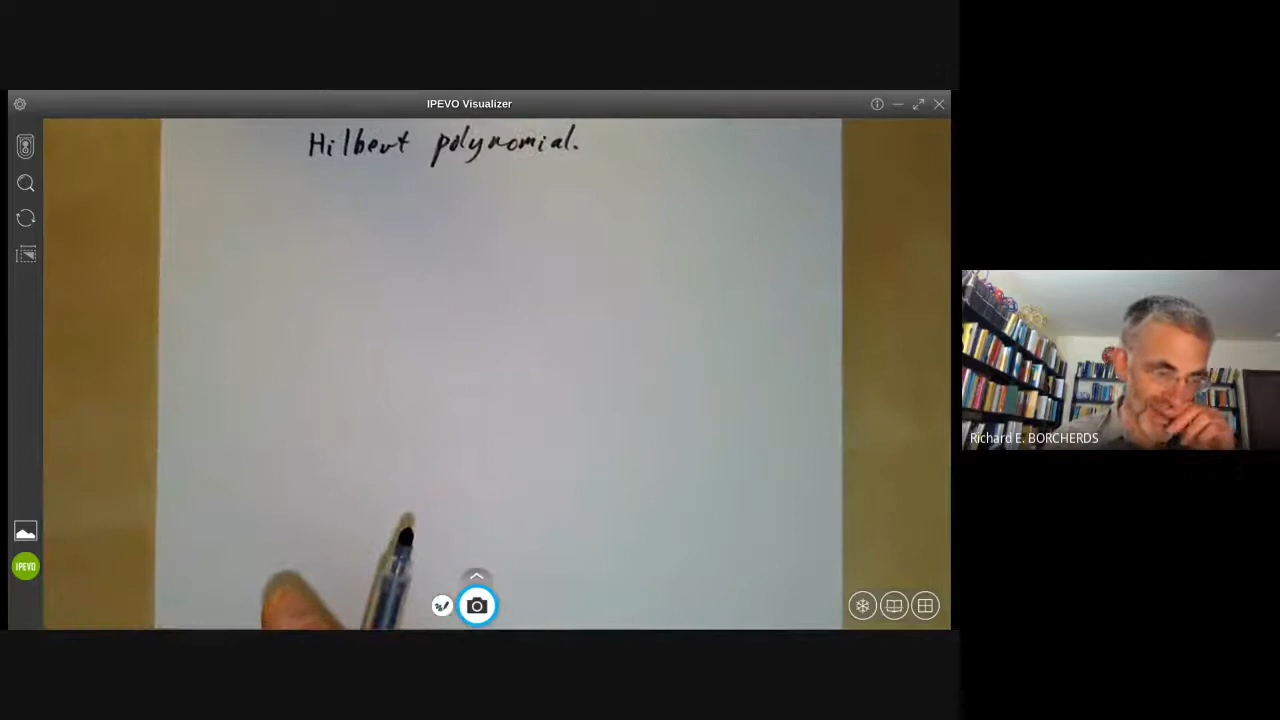 IPEVO Visualizer
Hilbert polynomial.
Richard E. BORCHERDS
IPEVO